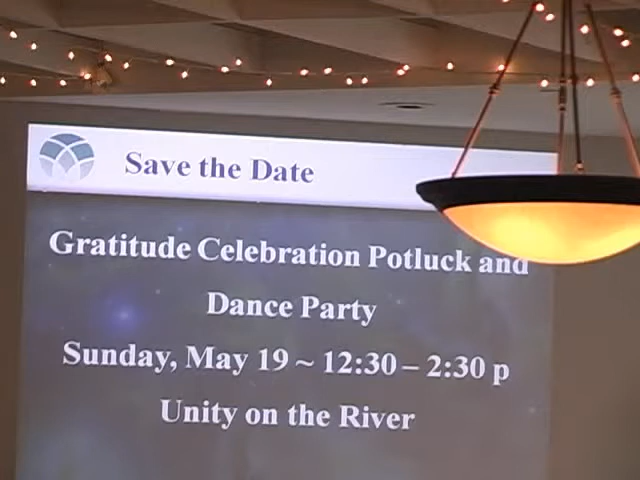 Save the Date
Gratitude Celebration Potluck and
Dance Party
Sunday, May 19 ~ 12:30 – 2:30 p
Unity on the River